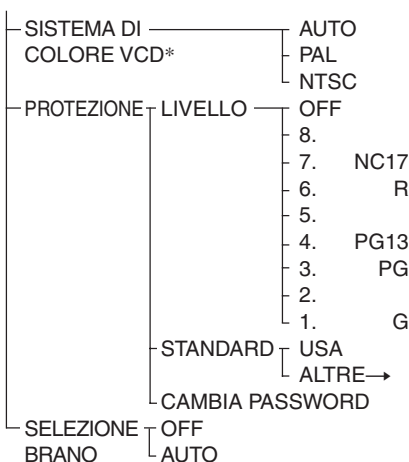 SISTEMA DI AUTO
COLORE VCD* PAL
NTSC
PROTEZIONE LIVELLO OFF
8.
7. NC17
6. R
5.
4. PG13
3. PG
2.
1. G
STANDARD USA
ALTRE→
CAMBIA PASSWORD
SELEZIONE OFF
BRANO AUTO